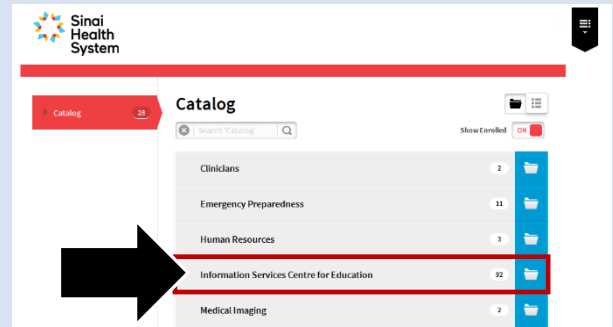 Sinai
Health
System
Catalog 28
Catalog
Search 'Catalog'
Show Enrolled ON
Clinicians 2
Emergency Preparedness 11
Human Resources 3
Information Services Centre for Education 92
Medical Imaging 2